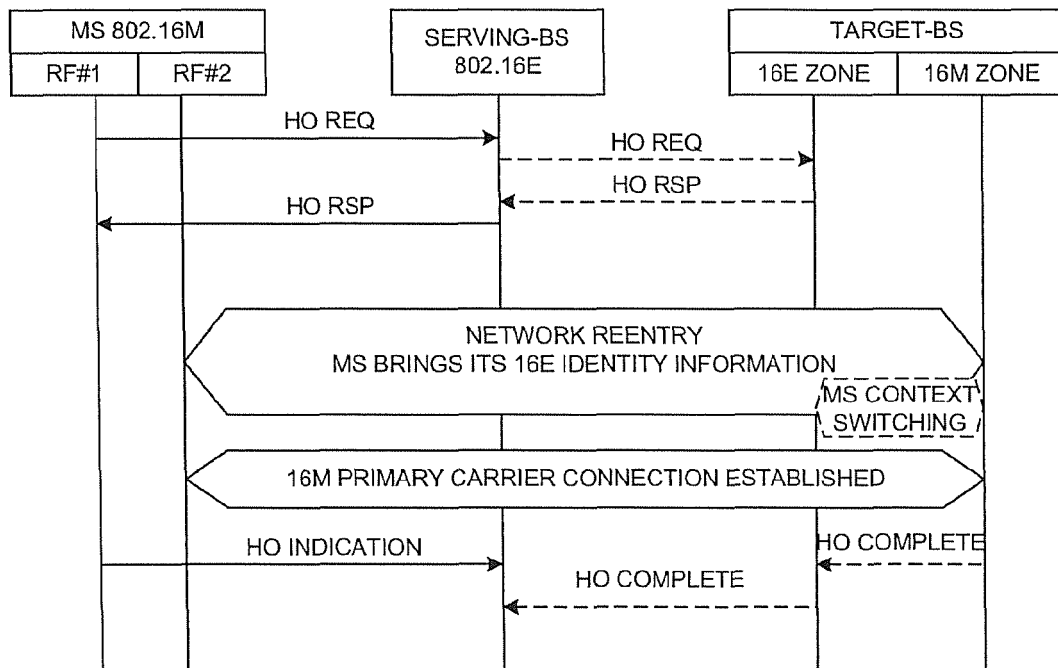 MS 802.16M
RF#1
RF#2
SERVING-BS
802.16E
TARGET-BS
16E ZONE
16M ZONE
HO REQ
HO REQ
HO RSP
HO RSP
NETWORK REENTRY
MS BRINGS ITS 16E IDENTITY INFORMATION
MS CONTEXT
SWITCHING
16M PRIMARY CARRIER CONNECTION ESTABLISHED
HO INDICATION
HO COMPLETE
HO COMPLETE